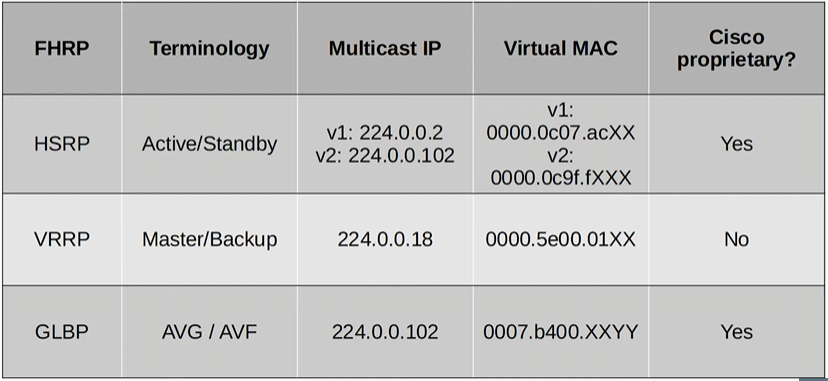 FHRP
Terminology
Multicast IP
Virtual MAC
Cisco
proprietary?
HSRP
Active/Standby
v1: 224.0.0.2
v2: 224.0.0.102
v1:
0000.0c07.acXX
v2:
0000.0c9f.fXXX
Yes
VRRP
Master/Backup
224.0.0.18
0000.5e00.01XX
No
GLBP
AVG / AVF
224.0.0.102
0007.b400.XXYY
Yes